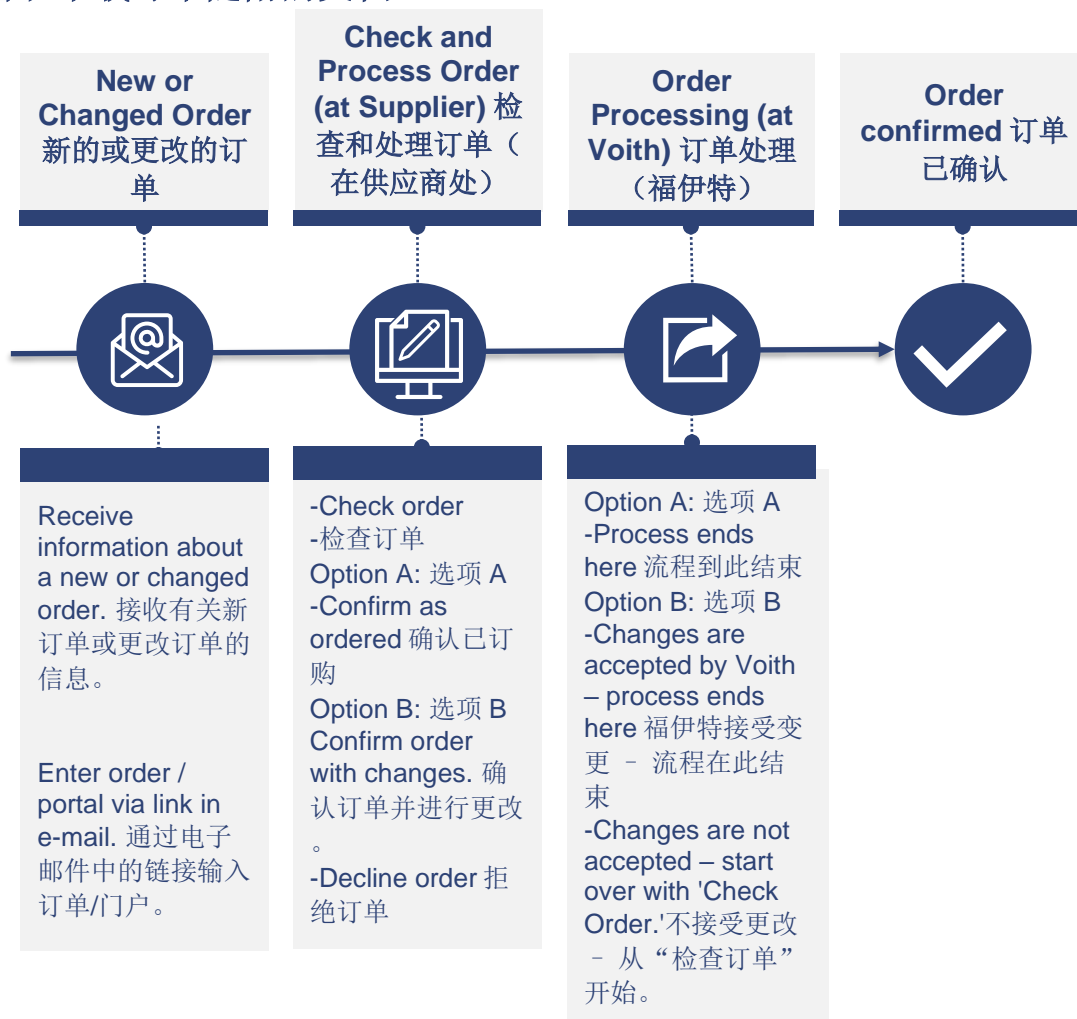 New or
Changed Order
新的或更改的订
单
Check and
Process Order
(at Supplier) 检
查和处理订单（
在供应商处）
Order
Processing (at
Voith) 订单处理
（福伊特）
Order
confirmed 订单
已确认
Receive
information about
a new or changed
order. 接收有关新
订单或更改订单的
信息。
Enter order /
portal via link in
e-mail. 通过电子
邮件中的链接输入
订单/门户。
-Check order
-检查订单
Option A: 选项 A
-Confirm as
ordered 确认已订
购
Option B: 选项 B
Confirm order
with changes. 确
认订单并进行更改
。
-Decline order 拒
绝订单
Option A: 选项 A
-Process ends
here 流程到此结束
Option B: 选项 B
-Changes are
accepted by Voith
– process ends
here 福伊特接受变
更 – 流程在此结
束
-Changes are not
accepted – start
over with 'Check
Order.'不接受更改
– 从“检查订单”
开始。